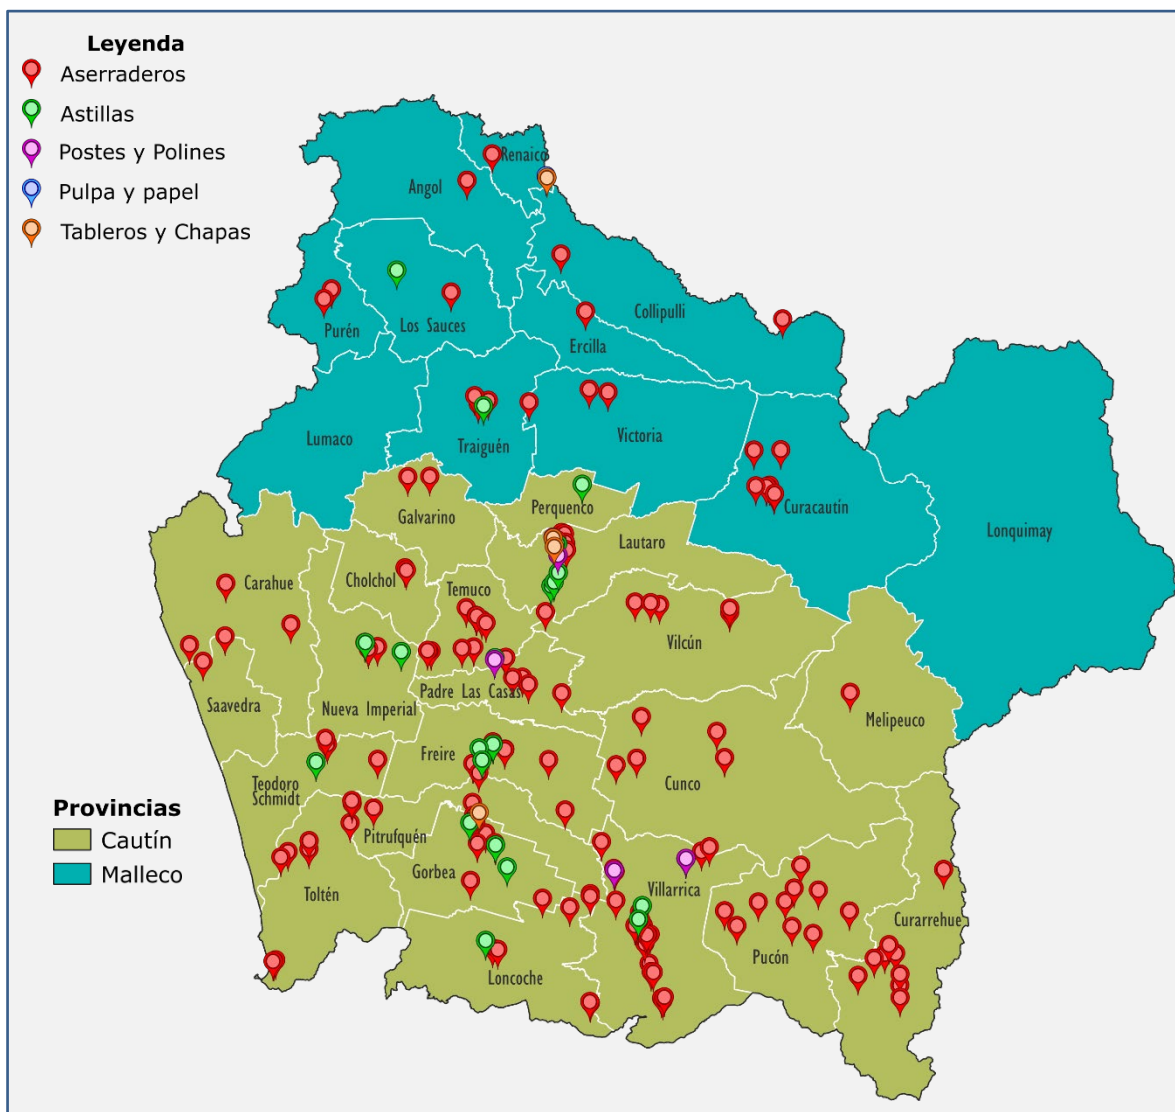 Leyenda
Aserraderos
Astillas
Postes y Polines
Pulpa y papel
Tableros y Chapas
Renaico
Angol
Collipulli
Purén
Los Sauces
Ercilla
Lumaco
Traiguén
Victoria
Curacautín
Lonquimay
Galvarino
Perquenco
Lautaro
Carahue
Cholchol
Temuco
Vilcún
Saavedra
Nueva Imperial
Padre Las Casas
Melipeuco
Freire
Cunco
Teodoro
Schmidt
Pitrufquén
Provincias
Cautín
Malleco
Gorbea
Villarrica
Toltén
Curarrehue
Pucón
Loncoche